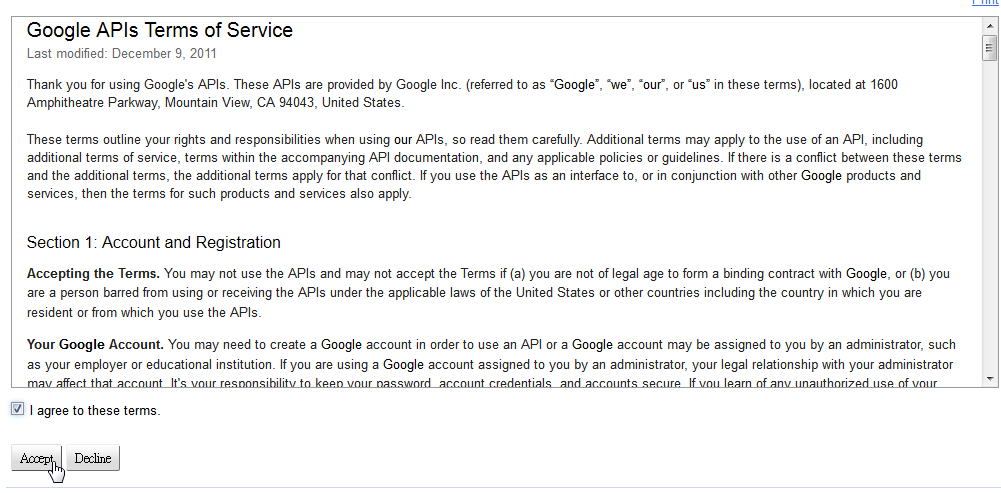 Print
Google APIs Terms of Service
Last modified: December 9, 2011
Thank you for using Google's APIs. These APIs are provided by Google Inc. (referred to as “Google”, “we”, “our”, or “us” in these terms), located at 1600
Amphitheatre Parkway, Mountain View, CA 94043, United States.
These terms outline your rights and responsibilities when using our APIs, so read them carefully. Additional terms may apply to the use of an API, including
additional terms of service, terms within the accompanying API documentation, and any applicable policies or guidelines. If there is a conflict between these terms
and the additional terms, the additional terms apply for that conflict. If you use the APIs as an interface to, or in conjunction with other Google products and
services, then the terms for such products and services also apply.
Section 1: Account and Registration
Accepting the Terms. You may not use the APIs and may not accept the Terms if (a) you are not of legal age to form a binding contract with Google, or (b) you
are a person barred from using or receiving the APIs under the applicable laws of the United States or other countries including the country in which you are
resident or from which you use the APIs.
Your Google Account. You may need to create a Google account in order to use an API or a Google account may be assigned to you by an administrator, such
as your employer or educational institution. If you are using a Google account assigned to you by an administrator, your legal relationship with your administrator
may affect that account. It's your responsibility to keep your password, account credentials, and accounts secure. If you learn of any unauthorized use of your
I agree to these terms.
Accept Decline